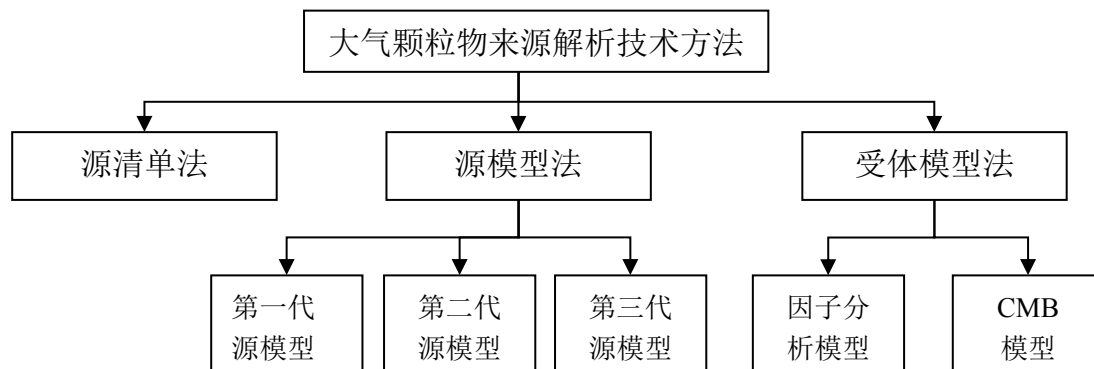 大气颗粒物来源解析技术方法
源清单法
源模型法
受体模型法
第一代
源模型
第二代
源模型
第三代
源模型
因子分
析模型
CMB
模型